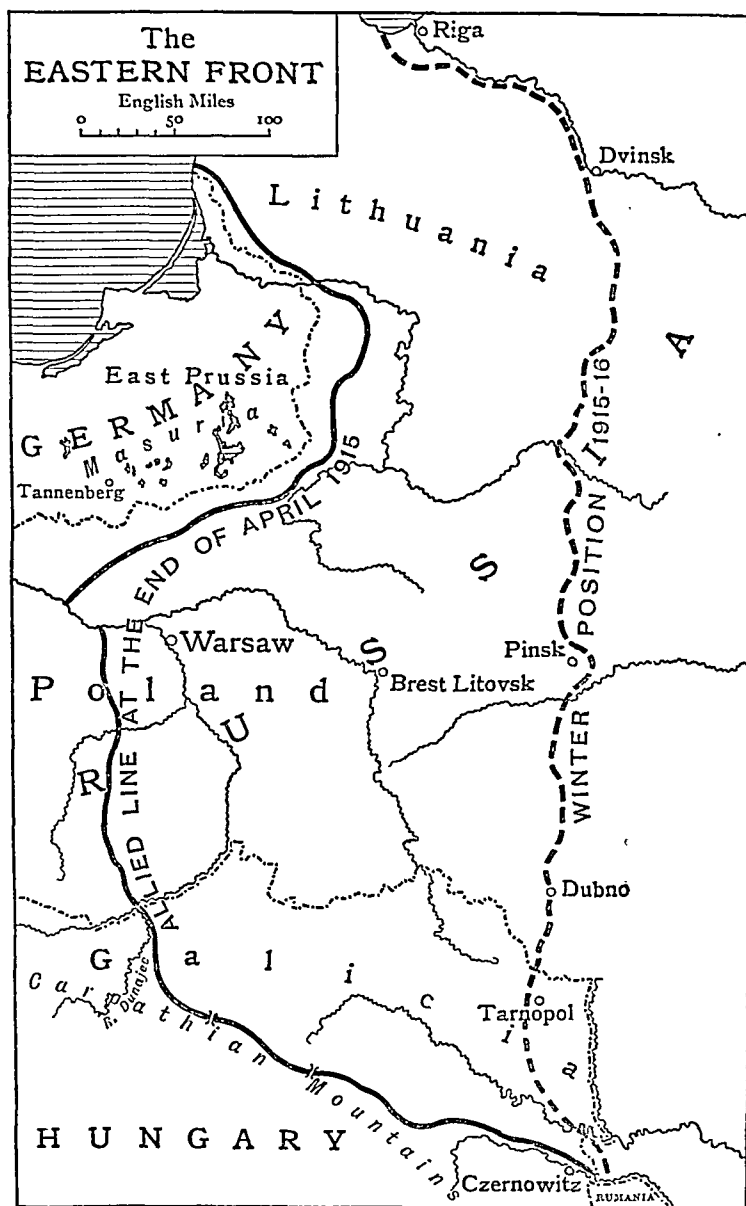 The
EASTERN FRONT
English Miles
0 50 100
Riga
Dvinsk
Lithuania
GERMANY
East Prussia
Masuria
Tannenberg
ALLIED LINE AT THE END OF APRIL 1915
WINTER POSITION 1915-16
RUSSIA
Warsaw
Pinsk
Poland
Brest Litovsk
Dubno
Galicia
R. Dunajec
Carpathian Mountains
Tarnopol
HUNGARY
Czernowitz
RUMANIA